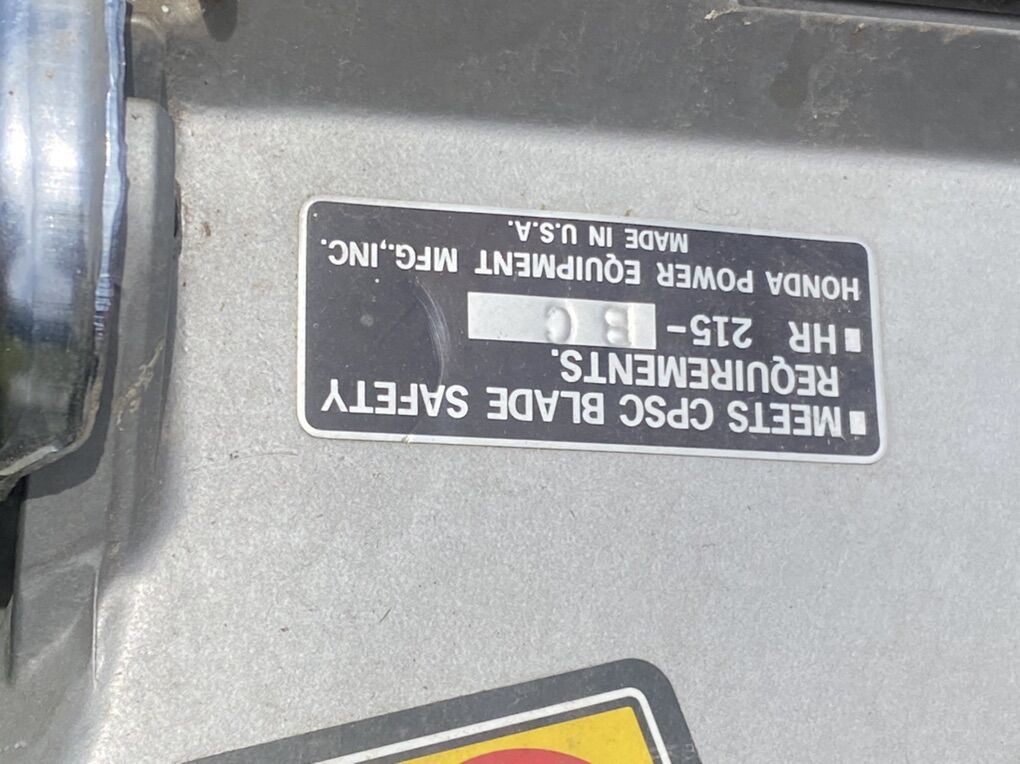 ■ MEETS CPSC BLADE SAFETY
REQUIREMENTS.
■ HR 215- B C
HONDA POWER EQUIPMENT MFG.,INC.
MADE IN U.S.A.